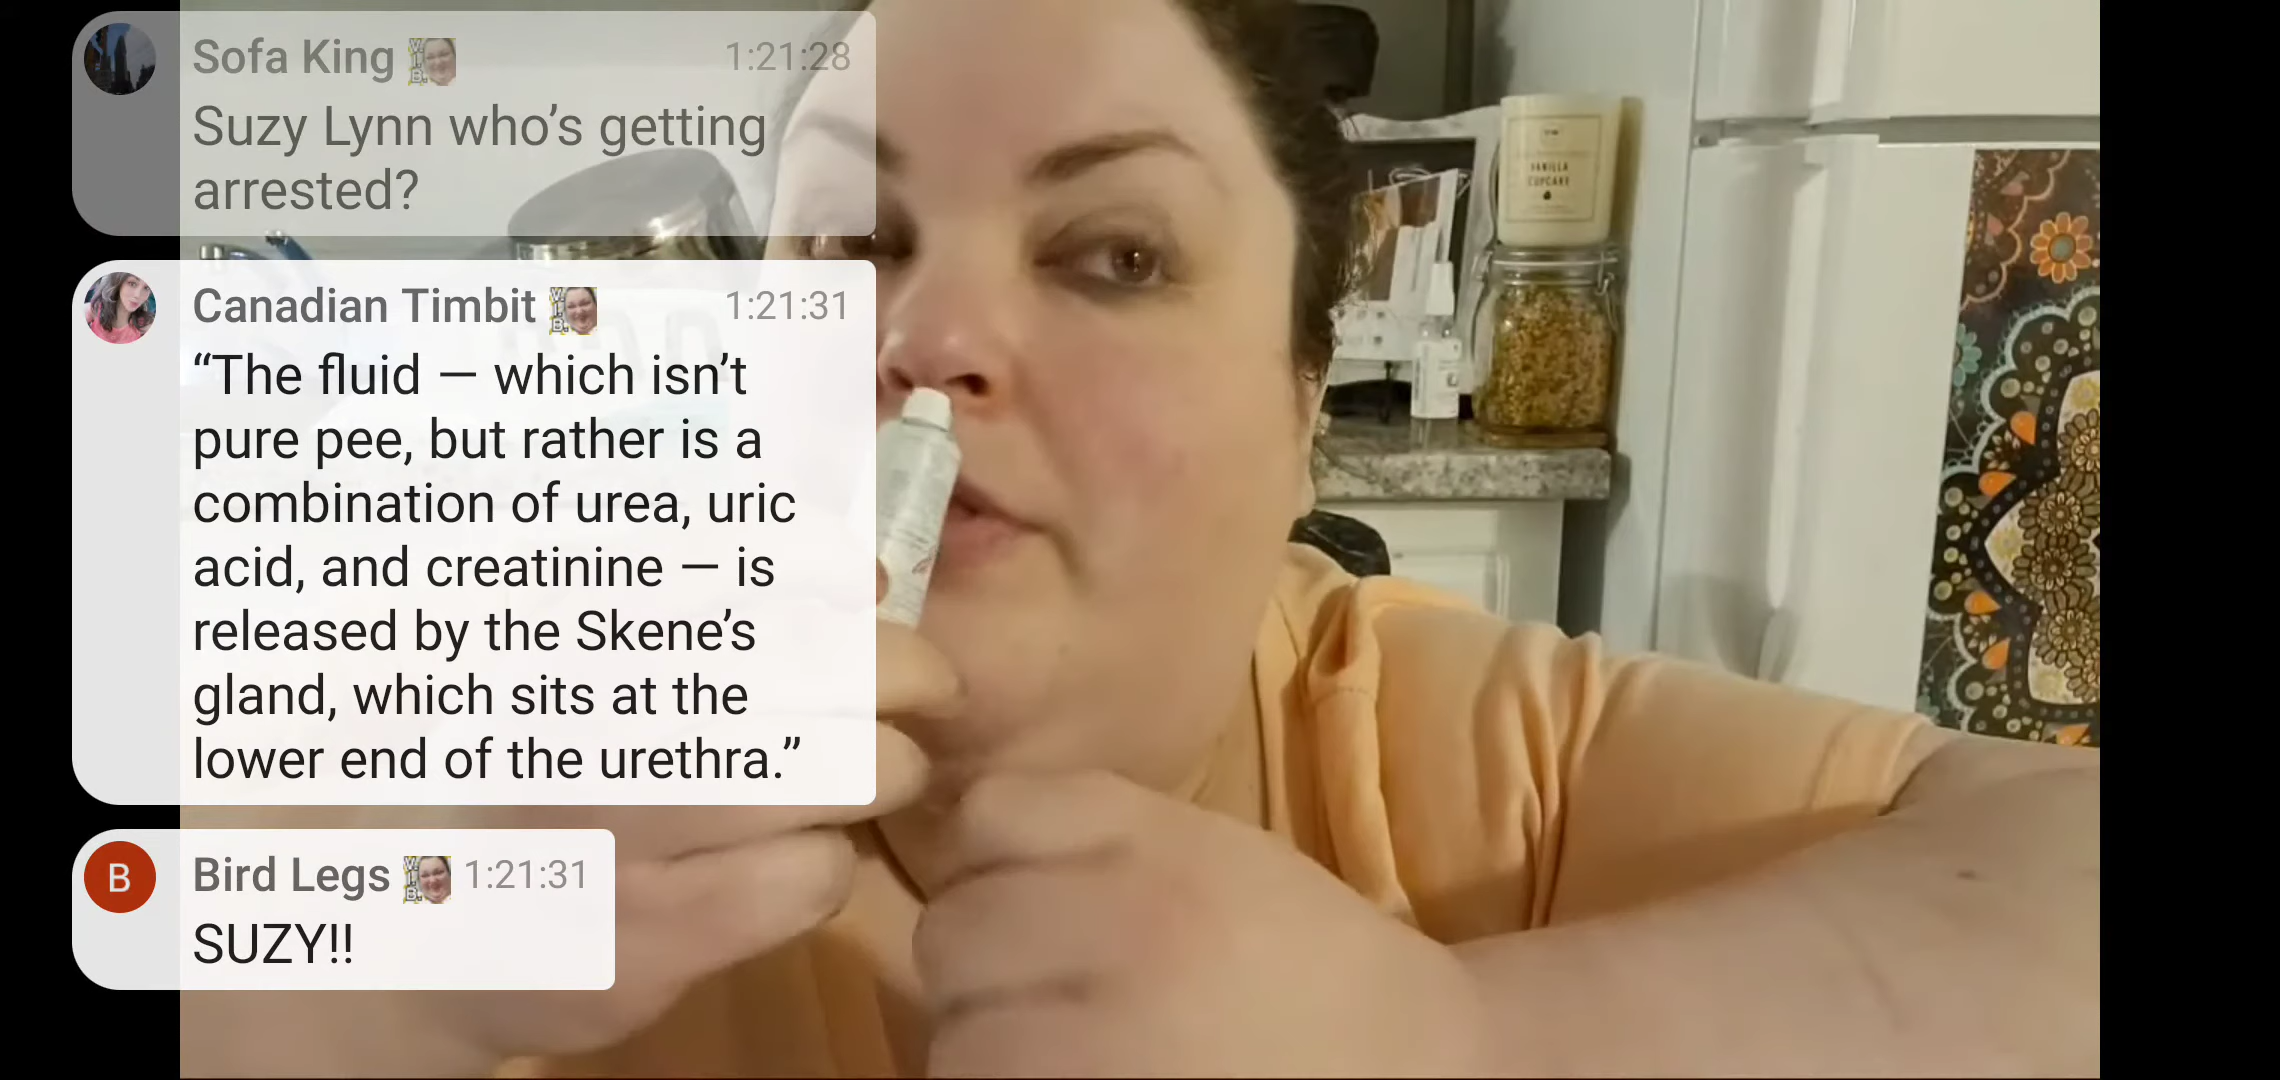 Sofa King 1:21:28
Suzy Lynn who’s getting
arrested?
Canadian Timbit 1:21:31
“The fluid — which isn’t
pure pee, but rather is a
combination of urea, uric
acid, and creatinine — is
released by the Skene’s
gland, which sits at the
lower end of the urethra.”
B
Bird Legs 1:21:31
SUZY!!
VANILLA
CUPCAKE